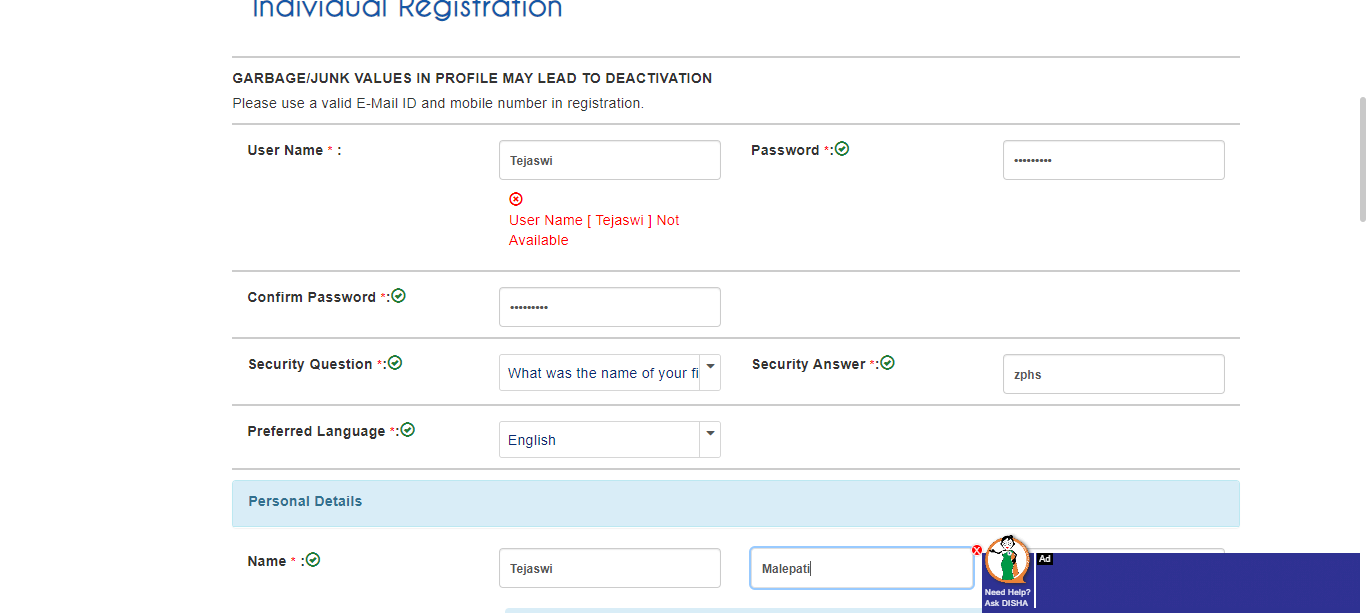 Individual Registration
GARBAGE/JUNK VALUES IN PROFILE MAY LEAD TO DEACTIVATION
Please use a valid E-Mail ID and mobile number in registration.
User Name * :
Tejaswi
Password *:
•••••••••
User Name [ Tejaswi ] Not
Available
Confirm Password *:
•••••••••
Security Question *:
What was the name of your fi
Security Answer *:
zphs
Preferred Language *:
English
Personal Details
Name * :
Tejaswi
Malepati
Ad
Need Help?
Ask DISHA